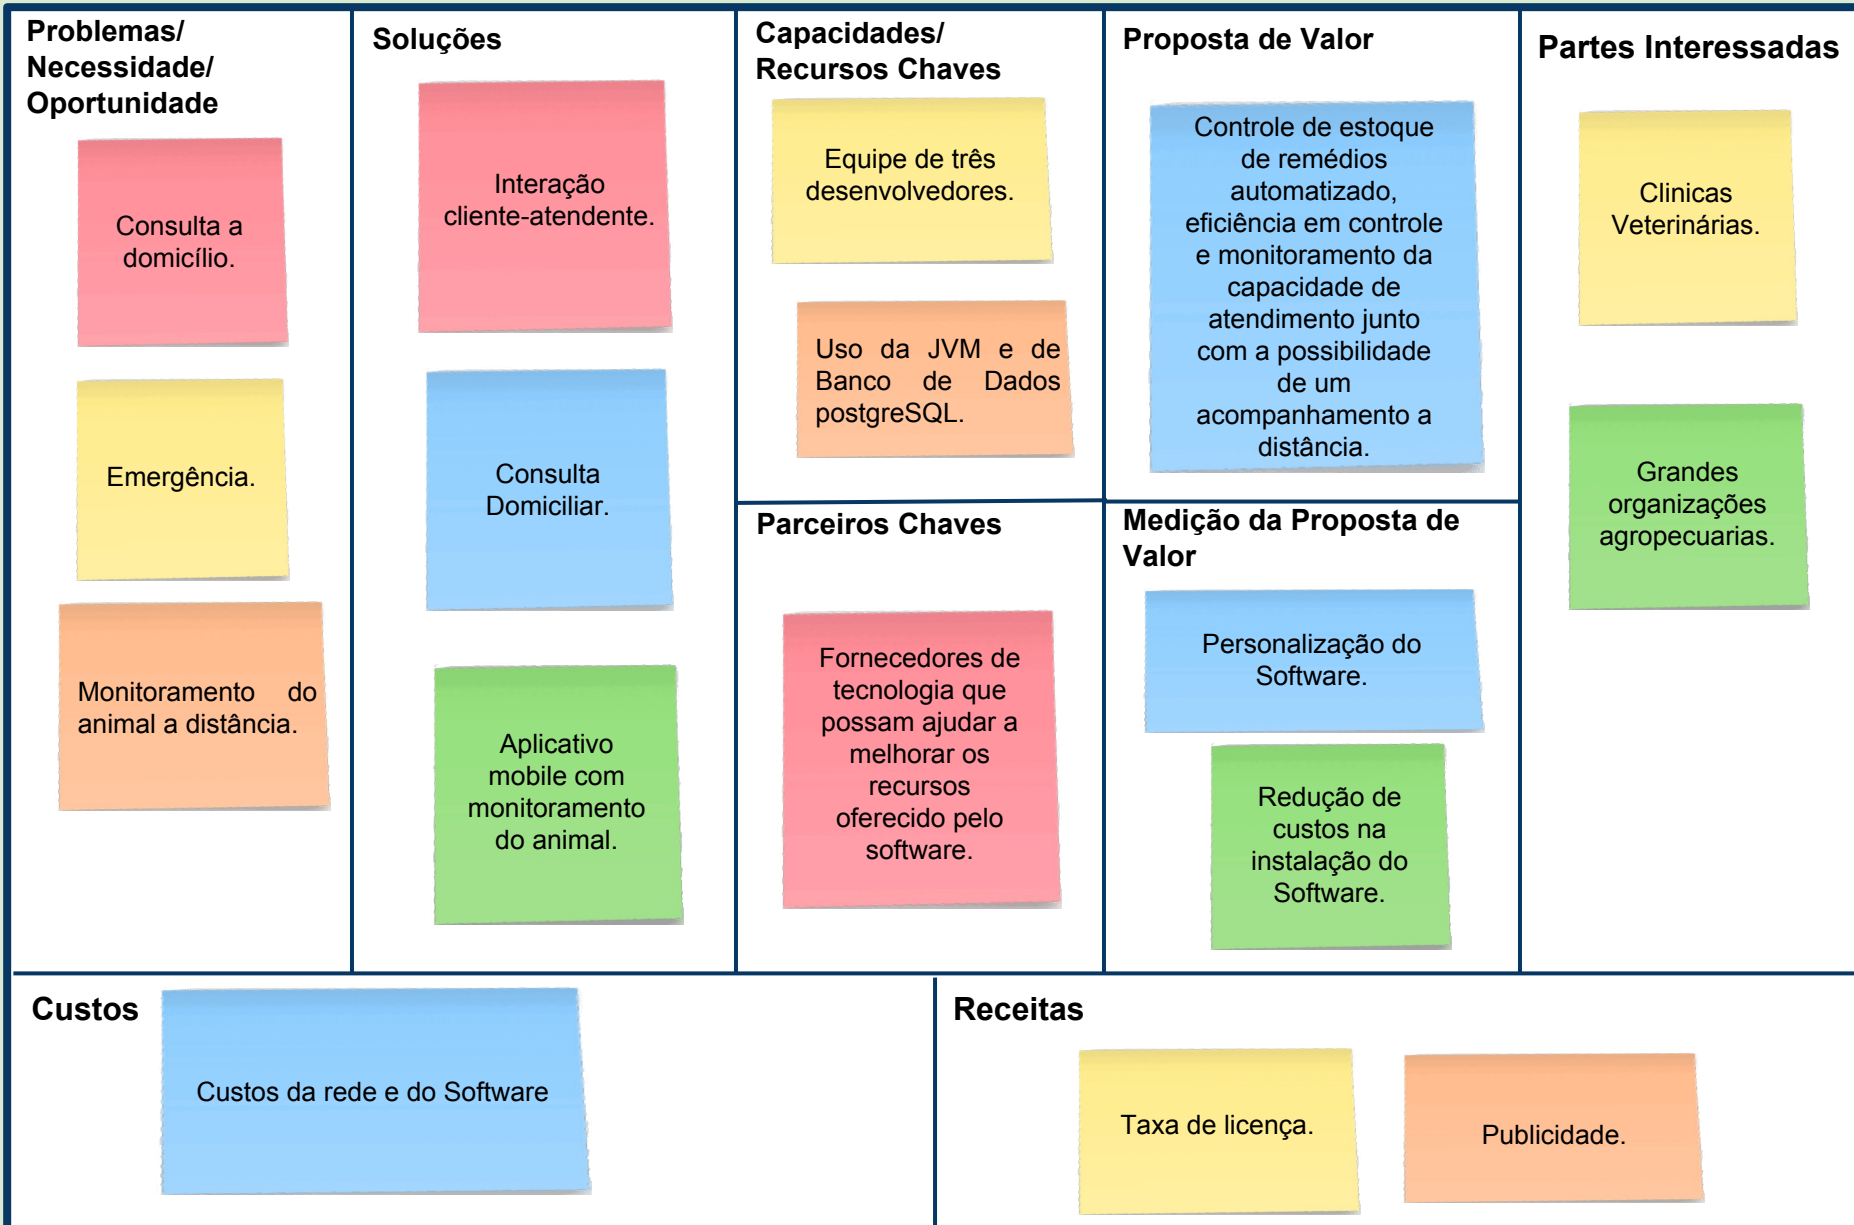 Problemas/
Necessidade/
Oportunidade
Consulta a
domicílio.
Emergência.
Monitoramento do
animal a distância.
Soluções
Interação
cliente-atendente.
Consulta
Domiciliar.
Aplicativo
mobile com
monitoramento
do animal.
Capacidades/
Recursos Chaves
Equipe de três
desenvolvedores.
Uso da JVM e de
Banco de Dados
postgreSQL.
Parceiros Chaves
Fornecedores de
tecnologia que
possam ajudar a
melhorar os
recursos
oferecido pelo
software.
Proposta de Valor
Controle de estoque
de remédios
automatizado,
eficiência em controle
e monitoramento da
capacidade de
atendimento junto
com a possibilidade
de um
acompanhamento a
distância.
Medição da Proposta de
Valor
Personalização do
Software.
Redução de
custos na
instalação do
Software.
Partes Interessadas
Clinicas
Veterinárias.
Grandes
organizações
agropecuarias.
Custos
Custos da rede e do Software
Receitas
Taxa de licença.
Publicidade.